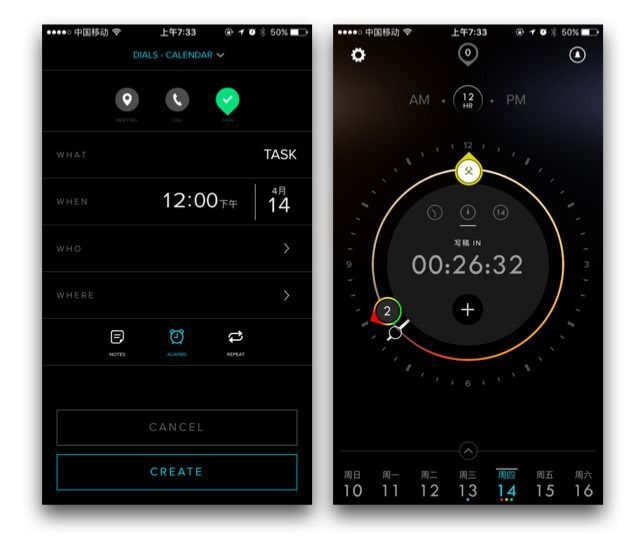 中国移动 上午7:33 50%
DIALS - CALENDAR
MEETING CALL TASK
WHAT TASK
WHEN 12:00下午 4月 14
WHO
WHERE
NOTES ALARMS REPEAT
CANCEL
CREATE
中国移动 上午7:33 50%
0
AM 12 HR PM
12
文
14
写稿 IN
9 00:26:32 3
2
6
周日 周一 周二 周三 周四 周五 周六
10 11 12 13 14 15 16